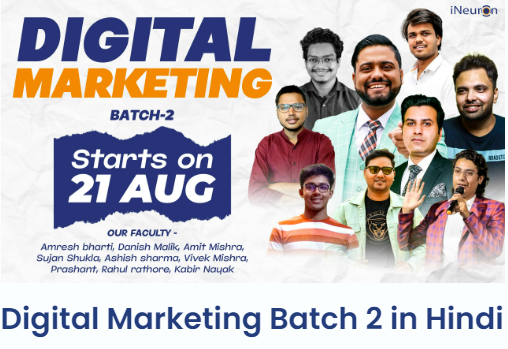 iNeuron
DIGITAL
MARKETING
BATCH-2
Starts on
21 AUG
OUR FACULTY -
Amresh bharti, Danish Malik, Amit Mishra,
Sujan Shukla, Ashish sharma, Vivek Mishra,
Prashant, Rahul rathore, Kabir Nayak
Digital Marketing Batch 2 in Hindi